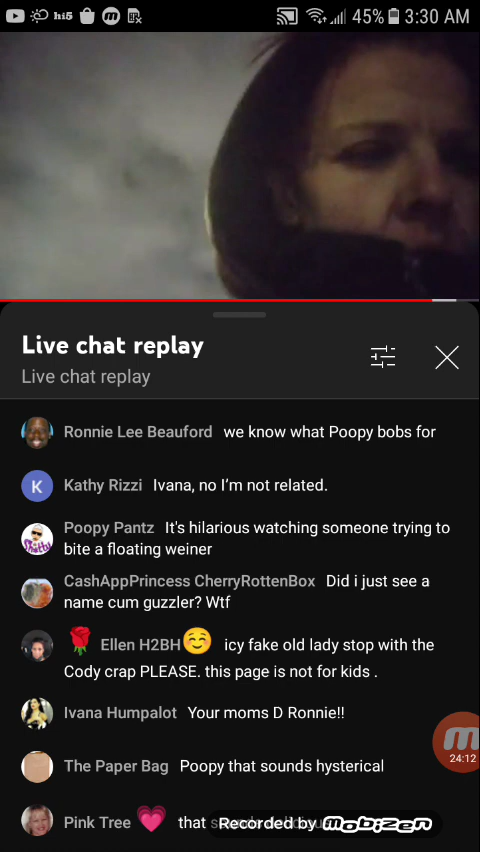 hi5
45%
3:30 AM
Live chat replay
Live chat replay
Ronnie Lee Beauford we know what Poopy bobs for
K
Kathy Rizzi Ivana, no I'm not related.
Poopy Pantz It's hilarious watching someone trying to
bite a floating weiner
CashAppPrincess CherryRottenBox Did i just see a
name cum guzzler? Wtf
🌹 Ellen H2BH☺️ icy fake old lady stop with the
Cody crap PLEASE. this page is not for kids .
Ivana Humpalot Your moms D Ronnie!!
24:12
The Paper Bag Poopy that sounds hysterical
Pink Tree 💗 that
Recorded by MOBIZEN